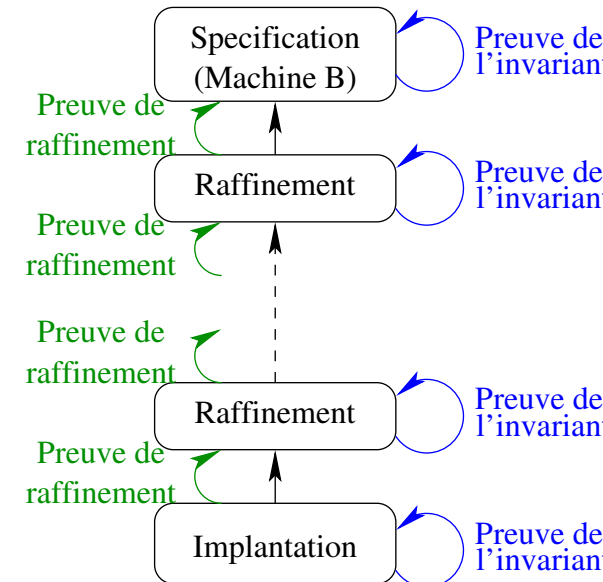 Specification
(Machine B)
Preuve de
l'invariant
Preuve de
raffinement
Raffinement
Preuve de
l'invariant
Preuve de
raffinement
Preuve de
raffinement
Raffinement
Preuve de
l'invariant
Preuve de
raffinement
Implantation
Preuve de
l'invariant